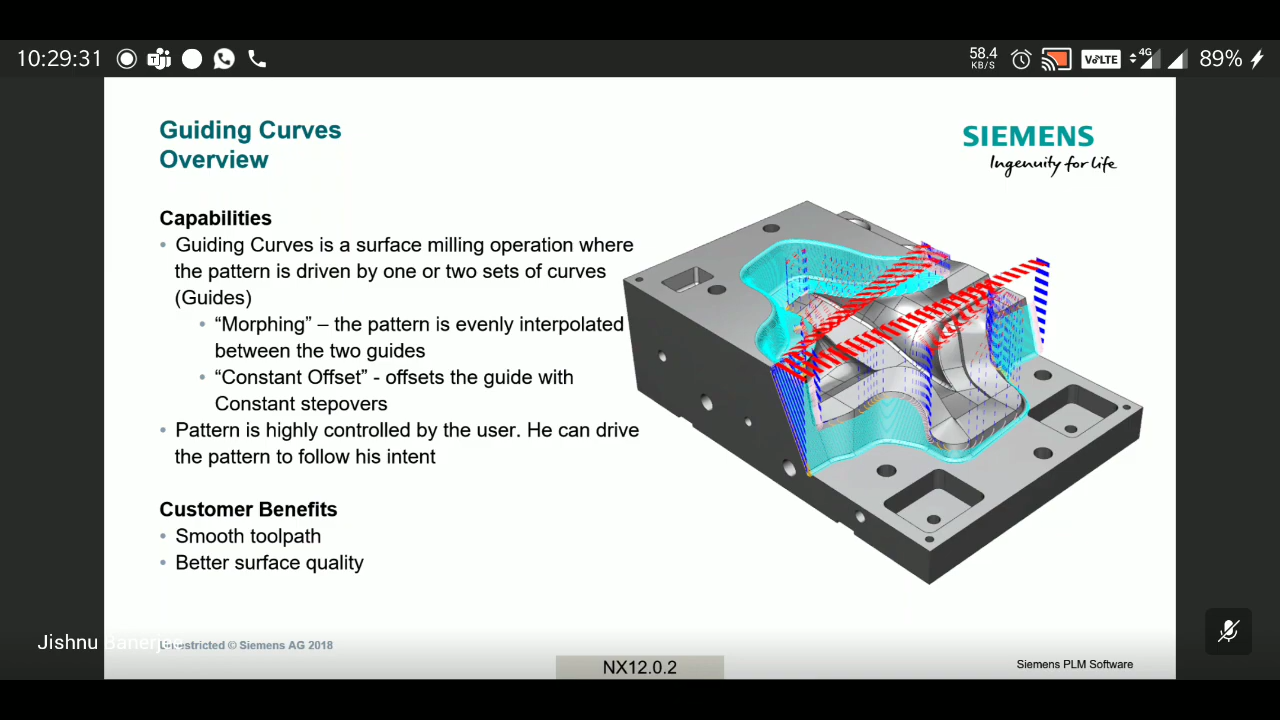 10:29:31
58.4
KB/S
VoLTE
4G
89%
Guiding Curves
Overview
SIEMENS
Ingenuity for life
Capabilities
• Guiding Curves is a surface milling operation where
the pattern is driven by one or two sets of curves
(Guides)
• “Morphing” – the pattern is evenly interpolated
between the two guides
• “Constant Offset” - offsets the guide with
Constant stepovers
• Pattern is highly controlled by the user. He can drive
the pattern to follow his intent
Customer Benefits
• Smooth toolpath
• Better surface quality
Jishnu Banerjee
Unrestricted © Siemens AG 2018
NX12.0.2
Siemens PLM Software